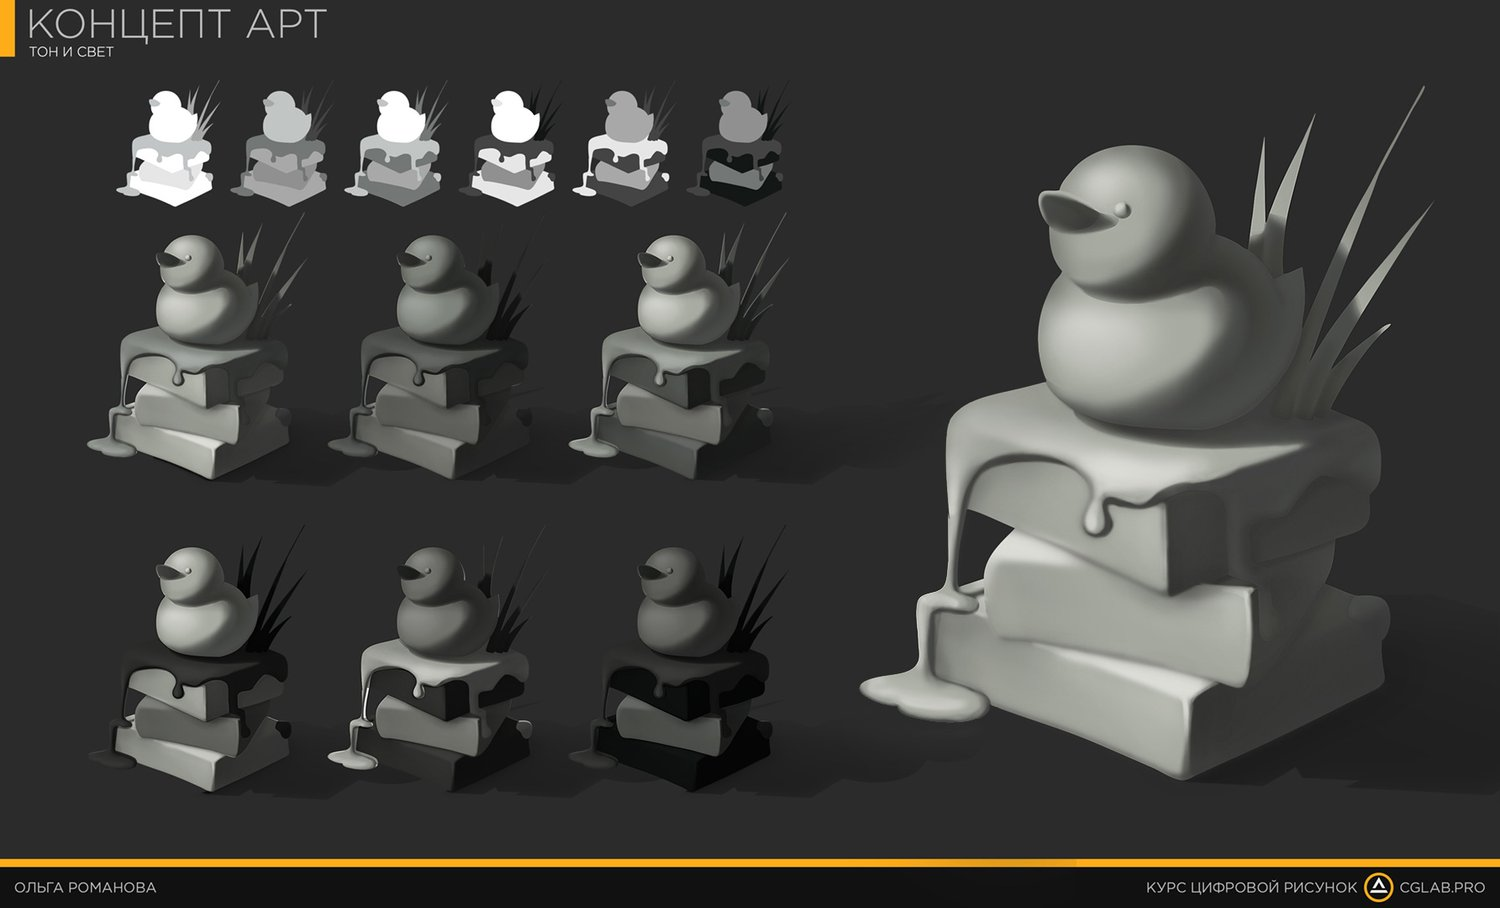 КОНЦЕПТ АРТ
ТОН И СВЕТ
ОЛЬГА РОМАНОВА
КУРС ЦИФРОВОЙ РИСУНОК CGLAB.PRO